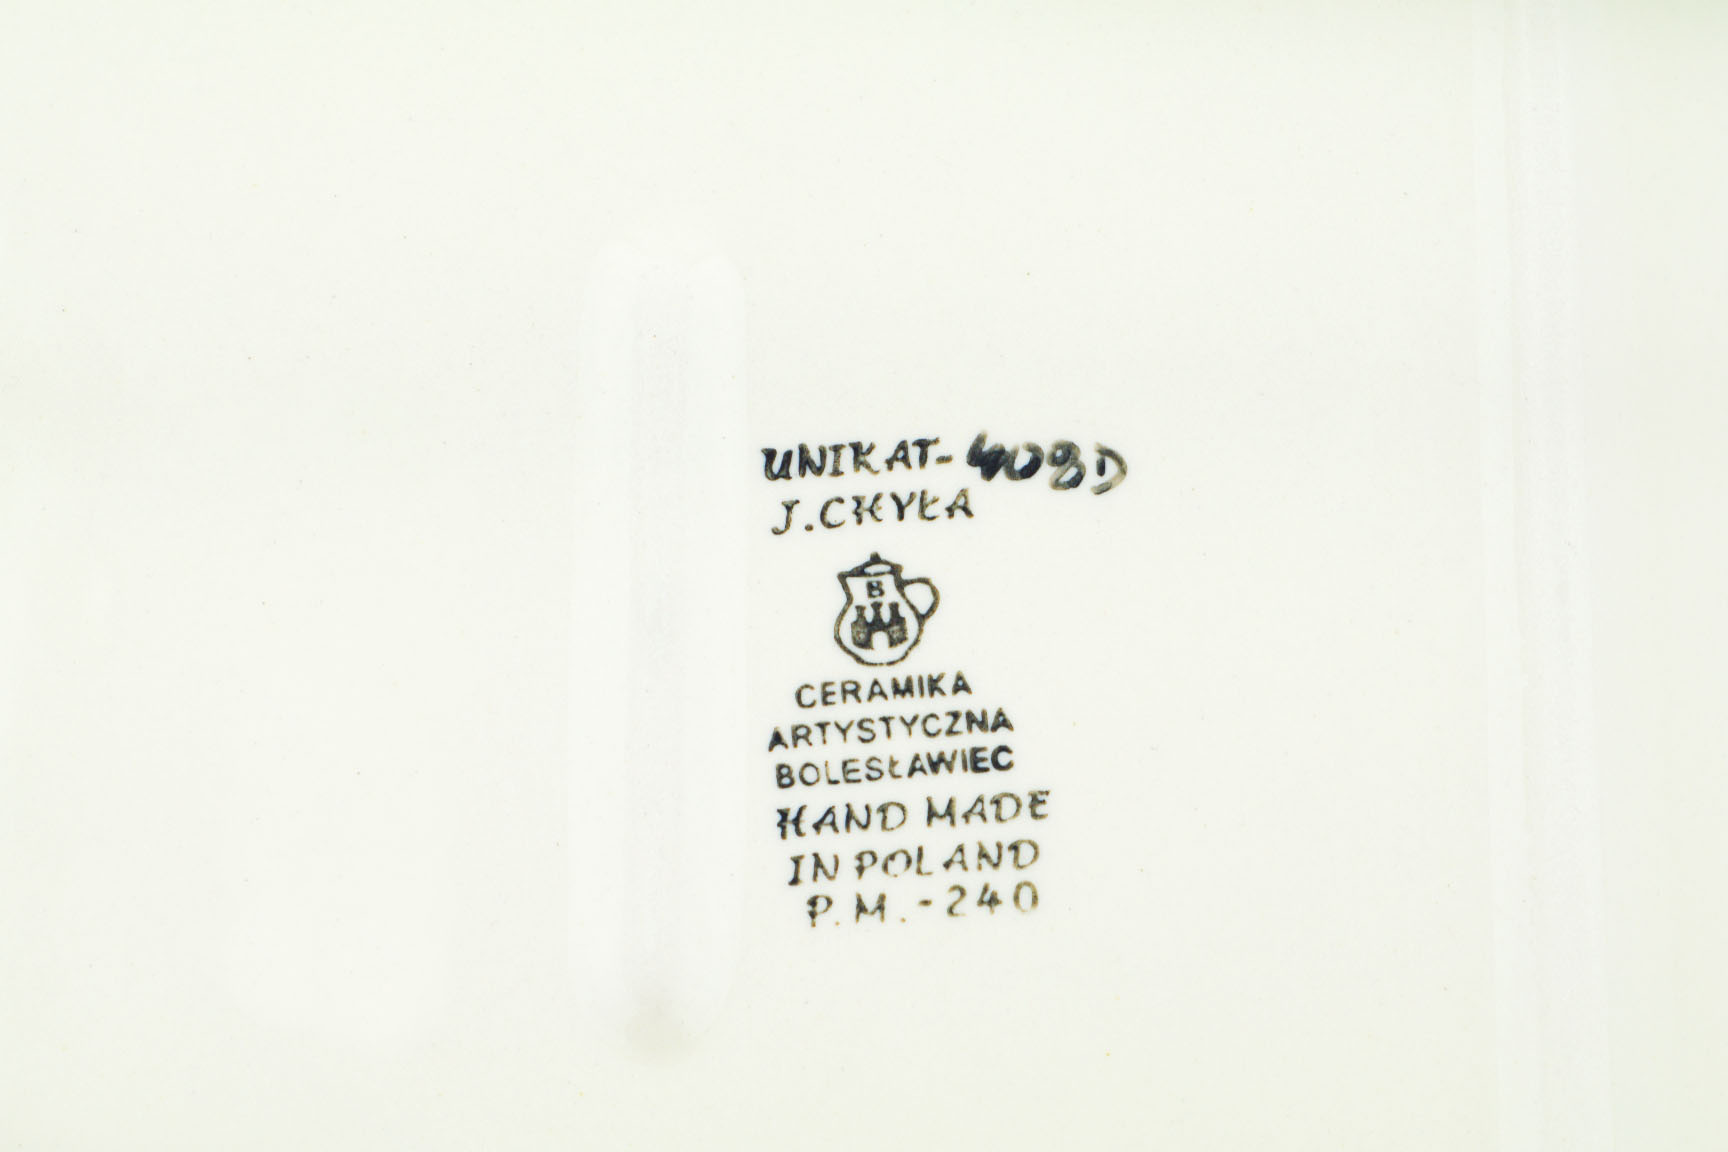 UNIKAT-408D
J.CHYŁA
B
CERAMIKA
ARTYSTYCZNA
BOLESŁAWIEC
HAND MADE
IN POLAND
P.M.-240